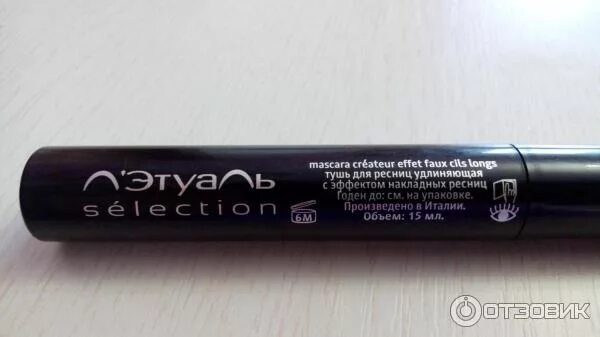 Л'Этуаль
sélection
6M
mascara créateur effet faux cils longs
тушь для ресниц удлиняющая
с эффектом накладных ресниц
Годен до: см. на упаковке.
Произведено в Италии.
Объем: 15 мл.
ОТЗОВИК